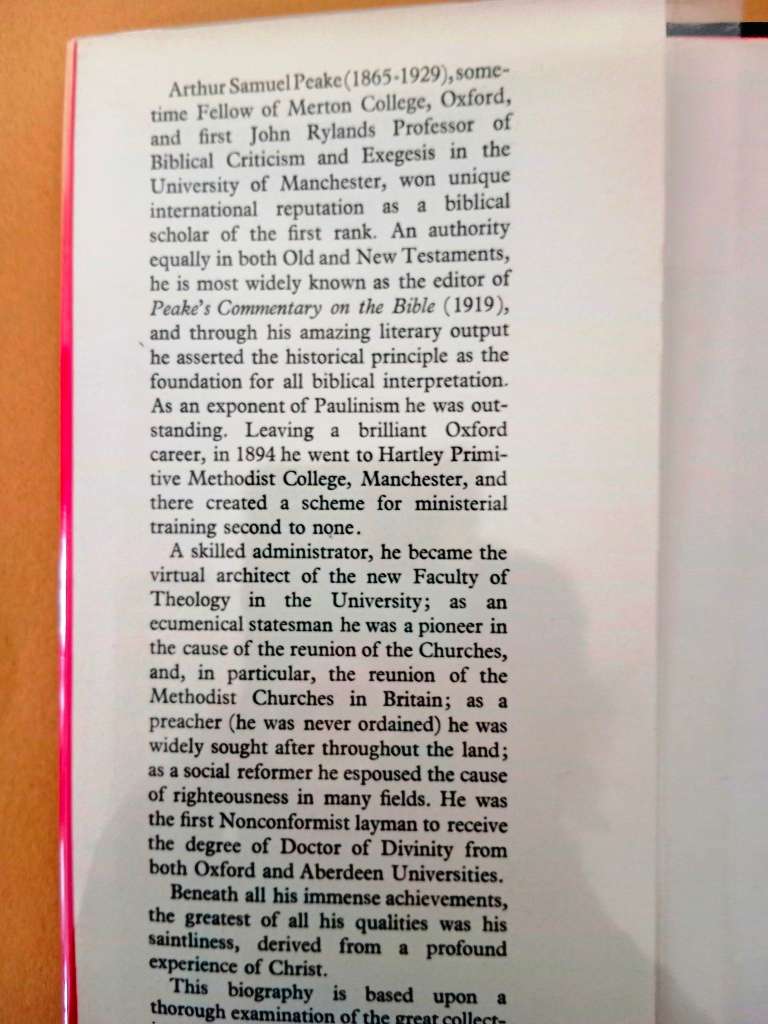 Arthur Samuel Peake (1865-1929), some-
time Fellow of Merton College, Oxford,
and first John Rylands Professor of
Biblical Criticism and Exegesis in the
University of Manchester, won unique
international reputation as a biblical
scholar of the first rank. An authority
equally in both Old and New Testaments,
he is most widely known as the editor of
Peake's Commentary on the Bible (1919),
and through his amazing literary output
he asserted the historical principle as the
foundation for all biblical interpretation.
As an exponent of Paulinism he was out-
standing. Leaving a brilliant Oxford
career, in 1894 he went to Hartley Primi-
tive Methodist College, Manchester, and
there created a scheme for ministerial
training second to none.
A skilled administrator, he became the
virtual architect of the new Faculty of
Theology in the University; as an
ecumenical statesman he was a pioneer in
the cause of the reunion of the Churches,
and, in particular, the reunion of the
Methodist Churches in Britain; as a
preacher (he was never ordained) he was
widely sought after throughout the land;
as a social reformer he espoused the cause
of righteousness in many fields. He was
the first Nonconformist layman to receive
the degree of Doctor of Divinity from
both Oxford and Aberdeen Universities.
Beneath all his immense achievements,
the greatest of all his qualities was his
saintliness, derived from a profound
experience of Christ.
This biography is based upon a
thorough examination of the great collect-